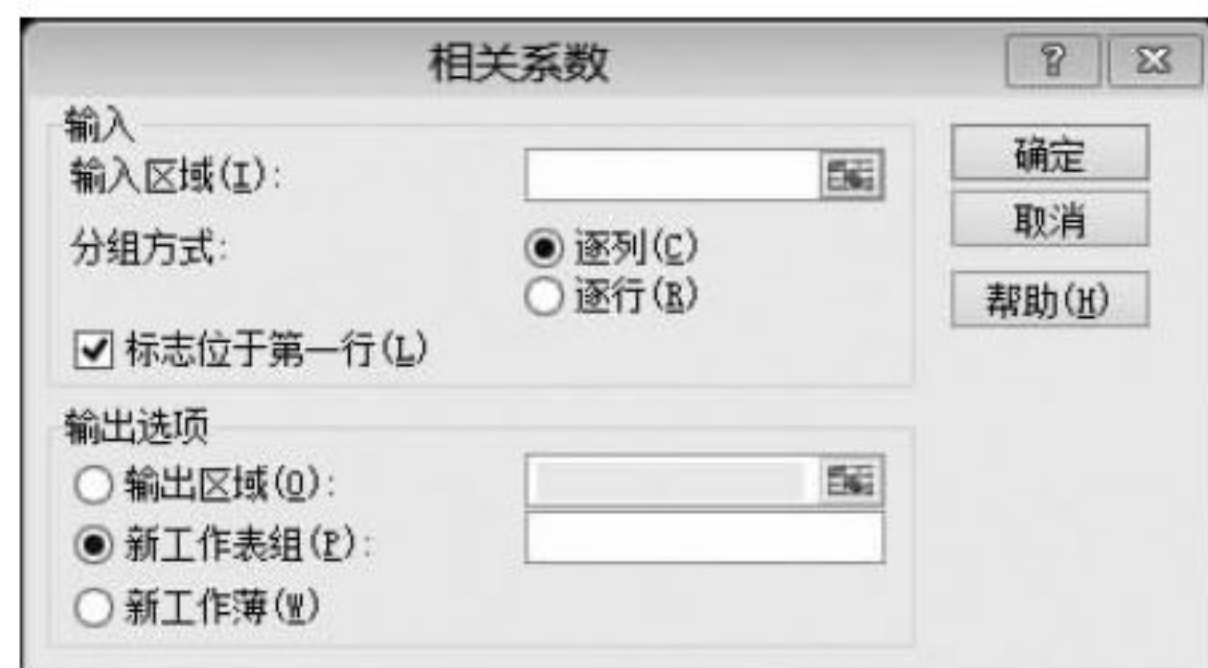 相关系数
输入
输入区域(I):
分组方式:
逐列(C)
逐行(R)
标志位于第一行(L)
输出选项
输出区域(O):
新工作表组(P):
新工作薄(W)
确定
取消
帮助(H)